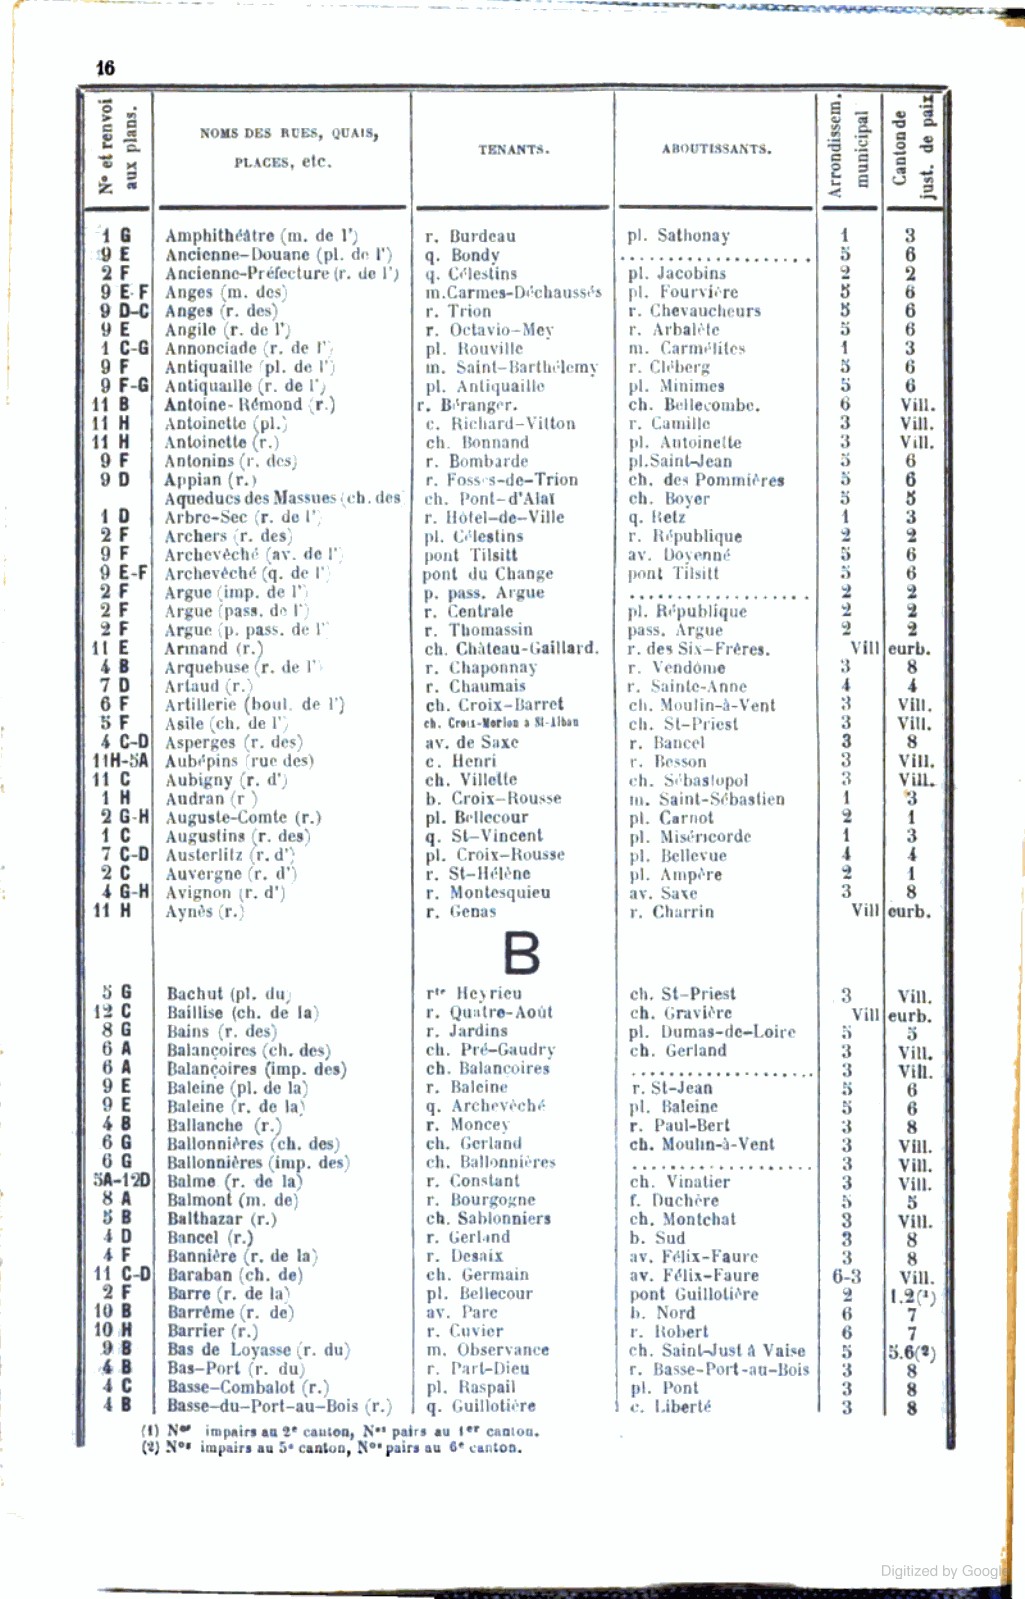 16
Nº et renvoi aux plans.
NOMS DES RUES, QUAIS, PLACES, etc.
TENANTS.
ABOUTISSANTS.
Arrondissem. municipal
Canton de just. de paix
1 G Amphithéâtre (m. de l') r. Burdeau pl. Sathonay 1 3
9 E Ancienne-Douane (pl. de l') q. Bondy .................... 5 6
2 F Ancienne-Préfecture (r. de l') q. Célestins pl. Jacobins 2 2
9 E-F Anges (m. des) m.Carmes-Déchaussés pl. Fourvière 5 6
9 D-C Anges (r. des) r. Trion r. Chevaucheurs 5 6
9 E Angile (r. de l') r. Octavio-Mey r. Arbalète 5 6
1 C-G Annonciade (r. de l') pl. Rouville m. Carmélites 1 3
9 F Antiquaille (pl. de l') m. Saint-Barthélemy r. Cléberg 5 6
9 F-G Antiquaille (r. de l') pl. Antiquaille pl. Minimes 5 6
11 B Antoine-Rémond (r.) r. Béranger. ch. Bellecombe. 6 Vill.
11 H Antoinette (pl.) c. Richard-Vitton r. Camille 3 Vill.
11 H Antoinette (r.) ch. Bonnand pl. Antoinette 3 Vill.
9 F Antonins (r. des) r. Bombarde pl.Saint-Jean 5 6
9 D Appian (r.) r. Fossés-de-Trion ch. des Pommières 5 6
Aqueducs des Massues (ch. des ch. Pont-d'Alaï ch. Boyer 5 5
1 D Arbre-Sec (r. de l') r. Hôtel-de-Ville q. Retz 1 3
2 F Archers (r. des) pl. Célestins r. République 2 2
9 F Archevêché (av. de l') pont Tilsitt av. Doyenné 5 6
9 E-F Archevêché (q. de l') pont du Change pont Tilsitt 5 6
2 F Argue (imp. de l') p. pass. Argue .................... 2 2
2 F Argue (pass. de l') r. Centrale pl. République 2 2
2 F Argue (p. pass. de l' r. Thomassin pass. Argue 2 2
11 E Armand (r.) ch. Château-Gaillard. r. des Six-Frères. Vill eurb.
4 B Arquebuse (r. de l') r. Chaponnay r. Vendôme 3 8
7 D Artaud (r.) r. Chaumais r. Sainte-Anne 4 4
6 F Artillerie (boul. de l') ch. Croix-Barret ch. Moulin-à-Vent 3 Vill.
5 F Asile (ch. de l') ch. Croix-Morlon à St-Alban ch. St-Priest 3 Vill.
4 C-D Asperges (r. des) av. de Saxe r. Bancel 3 8
11H-5A Aubépins (rue des) c. Henri r. Besson 3 Vill.
11 C Aubigny (r. d') ch. Villette ch. Sébastopol 3 Vill.
1 H Audran (r ) b. Croix-Rousse m. Saint-Sébastien 1 3
2 G-H Auguste-Comte (r.) pl. Bellecour pl. Carnot 2 1
1 C Augustins (r. des) q. St-Vincent pl. Miséricorde 1 3
7 C-D Austerlitz (r. d') pl. Croix-Rousse pl. Bellevue 4 4
2 C Auvergne (r. d') r. St-Hélène pl. Ampère 2 1
4 G-H Avignon (r. d') r. Montesquieu av. Saxe 3 8
11 H Aynès (r.) r. Genas r. Charrin Vill eurb.
B
5 G Bachut (pl. du) rte Heyrieu ch. St-Priest 3 Vill.
12 C Baillise (ch. de la) r. Quatre-Août ch. Gravière Vill eurb.
8 G Bains (r. des) r. Jardins pl. Dumas-de-Loire 5 5
6 A Balançoires (ch. des) ch. Pré-Gaudry ch. Gerland 3 Vill.
6 A Balançoires (imp. des) ch. Balancoires .................... 3 Vill.
9 E Baleine (pl. de la) r. Baleine r. St-Jean 5 6
9 E Baleine (r. de la) q. Archevêché pl. Baleine 5 6
4 B Ballanche (r.) r. Moncey r. Paul-Bert 3 8
6 G Ballonnières (ch. des) ch. Gerland ch. Moulin-à-Vent 3 Vill.
6 G Ballonnières (imp. des) ch. Ballonnières .................... 3 Vill.
5A-12D Balme (r. de la) r. Constant ch. Vinatier 3 Vill.
8 A Balmont (m. de) r. Bourgogne f. Duchère 5 5
5 B Balthazar (r.) ch. Sablonniers ch. Montchat 3 Vill.
4 D Bancel (r.) r. Gerland b. Sud 3 8
4 F Bannière (r. de la) r. Desaix av. Félix-Faure 3 8
11 C-D Baraban (ch. de) ch. Germain av. Félix-Faure 6-3 Vill.
2 F Barre (r. de la) pl. Bellecour pont Guillotière 2 1.2(¹)
10 B Barrême (r. de) av. Parc b. Nord 6 7
10 H Barrier (r.) r. Cuvier r. Robert 6 7
9 B Bas de Loyasse (r. du) m. Observance ch. Saint-Just à Vaise 5 5.6(²)
4 B Bas-Port (r. du) r. Part-Dieu r. Basse-Port-au-Bois 3 8
4 C Basse-Combalot (r.) pl. Raspail pl. Pont 3 8
4 B Basse-du-Port-au-Bois (r.) q. Guillotière c. Liberté 3 8
(1) Nos impairs au 2e canton, Nos pairs au 1er canton.
(2) Nos impairs au 5e canton, Nos pairs au 6e canton.
Digitized by Google